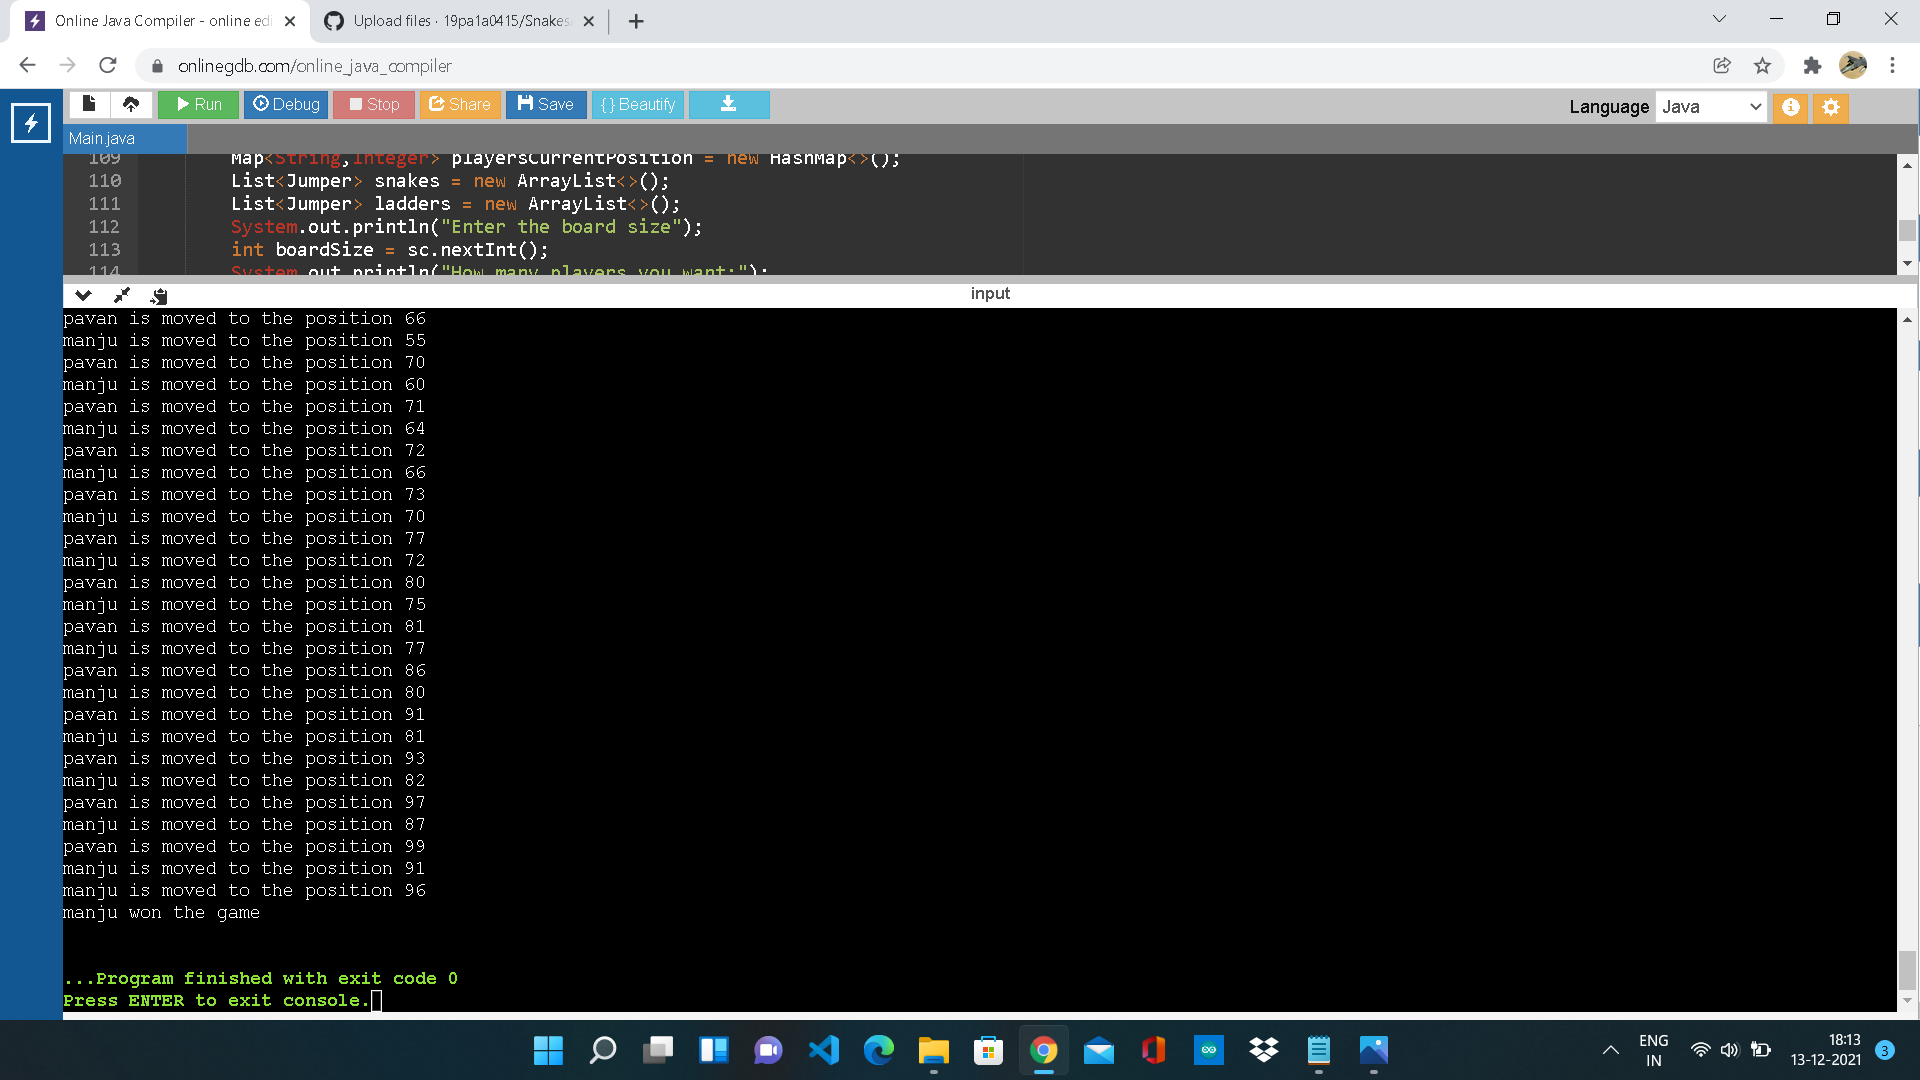 Online Java Compiler - online edi
Upload files · 19pa1a0415/Snakes
onlinegdb.com/online_java_compiler
Run Debug Stop Share Save {} Beautify
Language Java
Main.java
109 Map<String,Integer> playersCurrentPosition = new HashMap<>();
110 List<Jumper> snakes = new ArrayList<>();
111 List<Jumper> ladders = new ArrayList<>();
112 System.out.println("Enter the board size");
113 int boardSize = sc.nextInt();
114 System.out.println("How many players you want:");
input
pavan is moved to the position 66
manju is moved to the position 55
pavan is moved to the position 70
manju is moved to the position 60
pavan is moved to the position 71
manju is moved to the position 64
pavan is moved to the position 72
manju is moved to the position 66
pavan is moved to the position 73
manju is moved to the position 70
pavan is moved to the position 77
manju is moved to the position 72
pavan is moved to the position 80
manju is moved to the position 75
pavan is moved to the position 81
manju is moved to the position 77
pavan is moved to the position 86
manju is moved to the position 80
pavan is moved to the position 91
manju is moved to the position 81
pavan is moved to the position 93
manju is moved to the position 82
pavan is moved to the position 97
manju is moved to the position 87
pavan is moved to the position 99
manju is moved to the position 91
manju is moved to the position 96
manju won the game
...Program finished with exit code 0
Press ENTER to exit console.
ENG
IN
18:13
13-12-2021
3